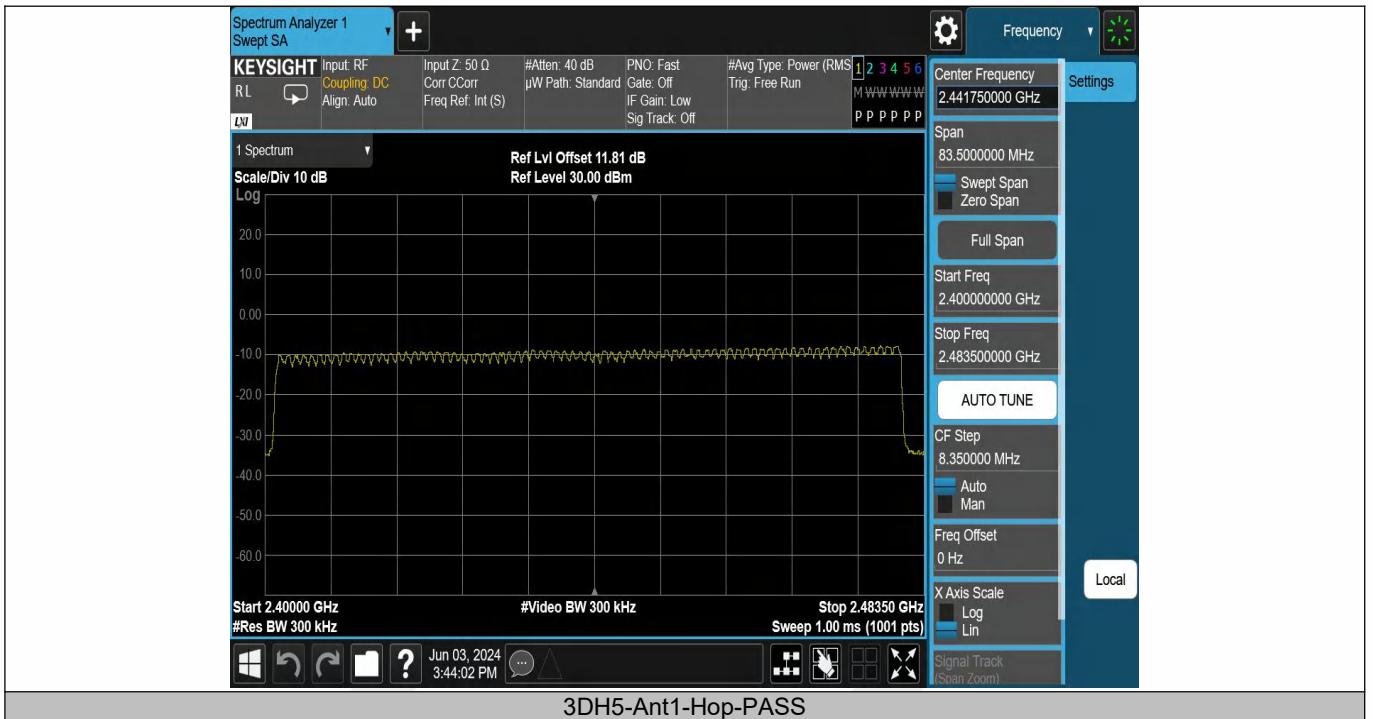 Spectrum Analyzer 1
Swept SA
+
Frequency
KEYSIGHT
RL
LXI
Input: RF
Coupling: DC
Align: Auto
Input Z: 50 Ω
Corr CCorr
Freq Ref: Int (S)
#Atten: 40 dB
µW Path: Standard
PNO: Fast
Gate: Off
IF Gain: Low
Sig Track: Off
#Avg Type: Power (RMS
Trig: Free Run
1 2 3 4 5 6
M W W W W W
P P P P P P
Center Frequency
2.441750000 GHz
Settings
Span
83.5000000 MHz
Swept Span
Zero Span
Full Span
Start Freq
2.400000000 GHz
Stop Freq
2.483500000 GHz
AUTO TUNE
CF Step
8.350000 MHz
Auto
Man
Freq Offset
0 Hz
X Axis Scale
Log
Lin
Signal Track
(Span Zoom)
Local
1 Spectrum
Scale/Div 10 dB
Ref Lvl Offset 11.81 dB
Ref Level 30.00 dBm
Log
20.0
10.0
0.00
-10.0
-20.0
-30.0
-40.0
-50.0
-60.0
Start 2.40000 GHz
#Video BW 300 kHz
Stop 2.48350 GHz
#Res BW 300 kHz
Sweep 1.00 ms (1001 pts)
?
Jun 03, 2024
3:44:02 PM
3DH5-Ant1-Hop-PASS